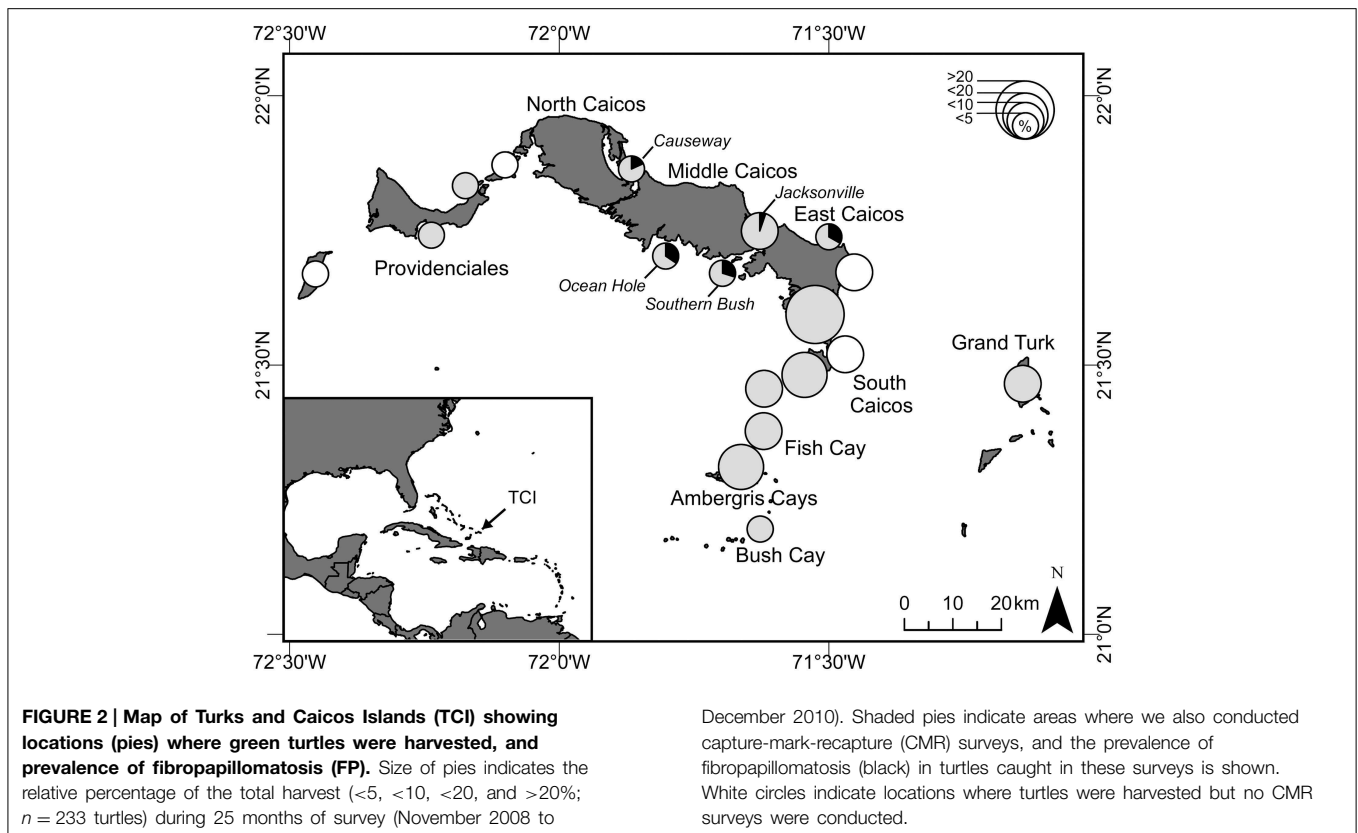 72°30'W
72°0'W
71°30'W
22°0'N
22°0'N
>20
<20
<10
<5
%
North Caicos
Causeway
Middle Caicos
Jacksonville
East Caicos
Providenciales
Ocean Hole
Southern Bush
21°30'N
21°30'N
Grand Turk
South
Caicos
Fish Cay
TCI
Ambergris Cays
Bush Cay
N
0 10 20 km
21°0'N
72°30'W
72°0'W
71°30'W
FIGURE 2 | Map of Turks and Caicos Islands (TCI) showing
locations (pies) where green turtles were harvested, and
prevalence of fibropapillomatosis (FP). Size of pies indicates the
relative percentage of the total harvest (<5, <10, <20, and >20%;
n = 233 turtles) during 25 months of survey (November 2008 to
December 2010). Shaded pies indicate areas where we also conducted
capture-mark-recapture (CMR) surveys, and the prevalence of
fibropapillomatosis (black) in turtles caught in these surveys is shown.
White circles indicate locations where turtles were harvested but no CMR
surveys were conducted.